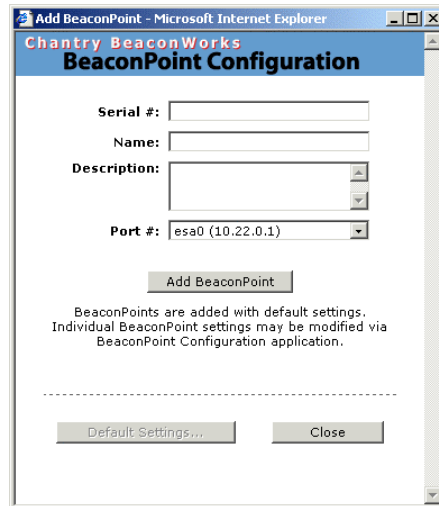 Add BeaconPoint - Microsoft Internet Explorer
Chantry BeaconWorks
BeaconPoint Configuration
Serial #:
Name:
Description:
Port #: esa0 (10.22.0.1)
Add BeaconPoint
BeaconPoints are added with default settings.
Individual BeaconPoint settings may be modified via
BeaconPoint Configuration application.
Default Settings... Close